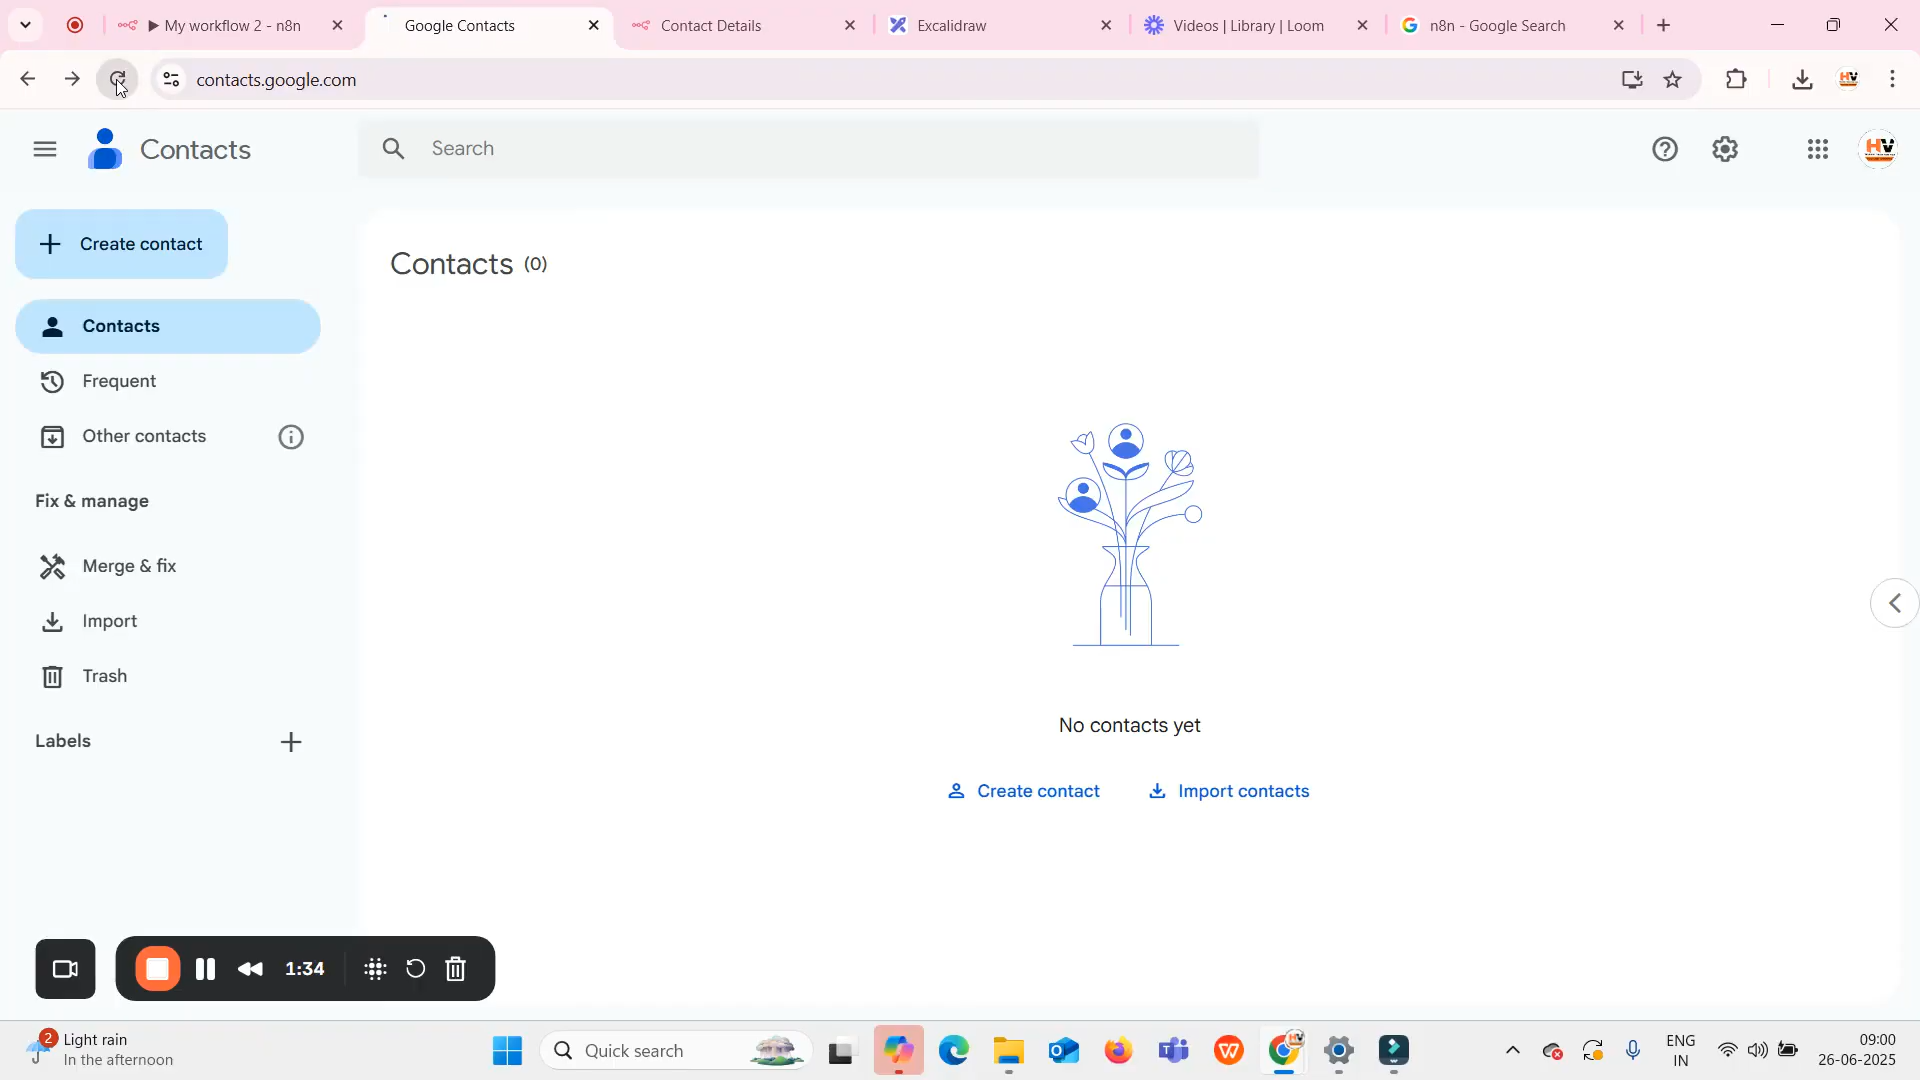 ▶ My workflow 2 - n8n
Google Contacts
Contact Details
Excalidraw
Videos | Library | Loom
n8n - Google Search
contacts.google.com
Contacts
Search
HV
Create contact
Contacts (0)
Contacts
Frequent
Other contacts
Fix & manage
Merge & fix
Import
Trash
Labels
No contacts yet
Create contact
Import contacts
1:34
2
Light rain
In the afternoon
Quick search
ENG
IN
09:00
26-06-2025